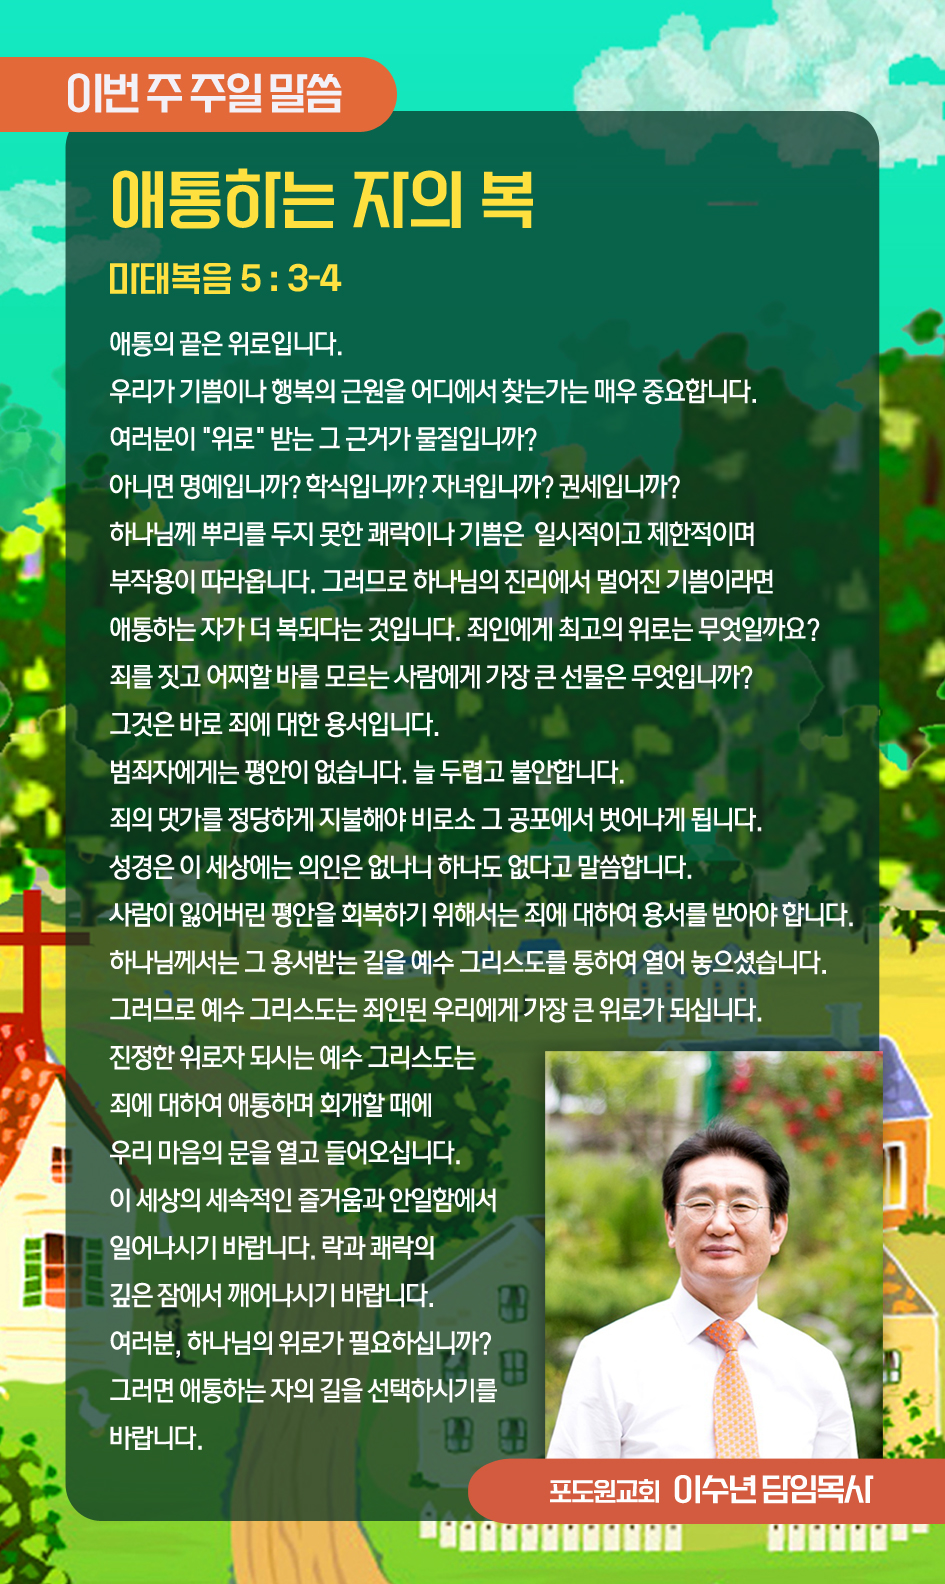 이번 주 주일 말씀
애통하는 자의 복
마태복음 5 : 3-4
애통의 끝은 위로입니다.
우리가 기쁨이나 행복의 근원을 어디에서 찾는가는 매우 중요합니다.
여러분이 "위로" 받는 그 근거가 물질입니까?
아니면 명예입니까? 학식입니까? 자녀입니까? 권세입니까?
하나님께 뿌리를 두지 못한 쾌락이나 기쁨은 일시적이고 제한적이며
부작용이 따라옵니다. 그러므로 하나님의 진리에서 멀어진 기쁨이라면
애통하는 자가 더 복되다는 것입니다. 죄인에게 최고의 위로는 무엇일까요?
죄를 짓고 어찌할 바를 모르는 사람에게 가장 큰 선물은 무엇입니까?
그것은 바로 죄에 대한 용서입니다.
범죄자에게는 평안이 없습니다. 늘 두렵고 불안합니다.
죄의 댓가를 정당하게 지불해야 비로소 그 공포에서 벗어나게 됩니다.
성경은 이 세상에는 의인은 없나니 하나도 없다고 말씀합니다.
사람이 잃어버린 평안을 회복하기 위해서는 죄에 대하여 용서를 받아야 합니다.
하나님께서는 그 용서받는 길을 예수 그리스도를 통하여 열어 놓으셨습니다.
그러므로 예수 그리스도는 죄인된 우리에게 가장 큰 위로가 되십니다.
진정한 위로자 되시는 예수 그리스도는
죄에 대하여 애통하며 회개할 때에
우리 마음의 문을 열고 들어오십니다.
이 세상의 세속적인 즐거움과 안일함에서
일어나시기 바랍니다. 락과 쾌락의
깊은 잠에서 깨어나시기 바랍니다.
여러분, 하나님의 위로가 필요하십니까?
그러면 애통하는 자의 길을 선택하시기를
바랍니다.
포도원교회 이수년 담임목사